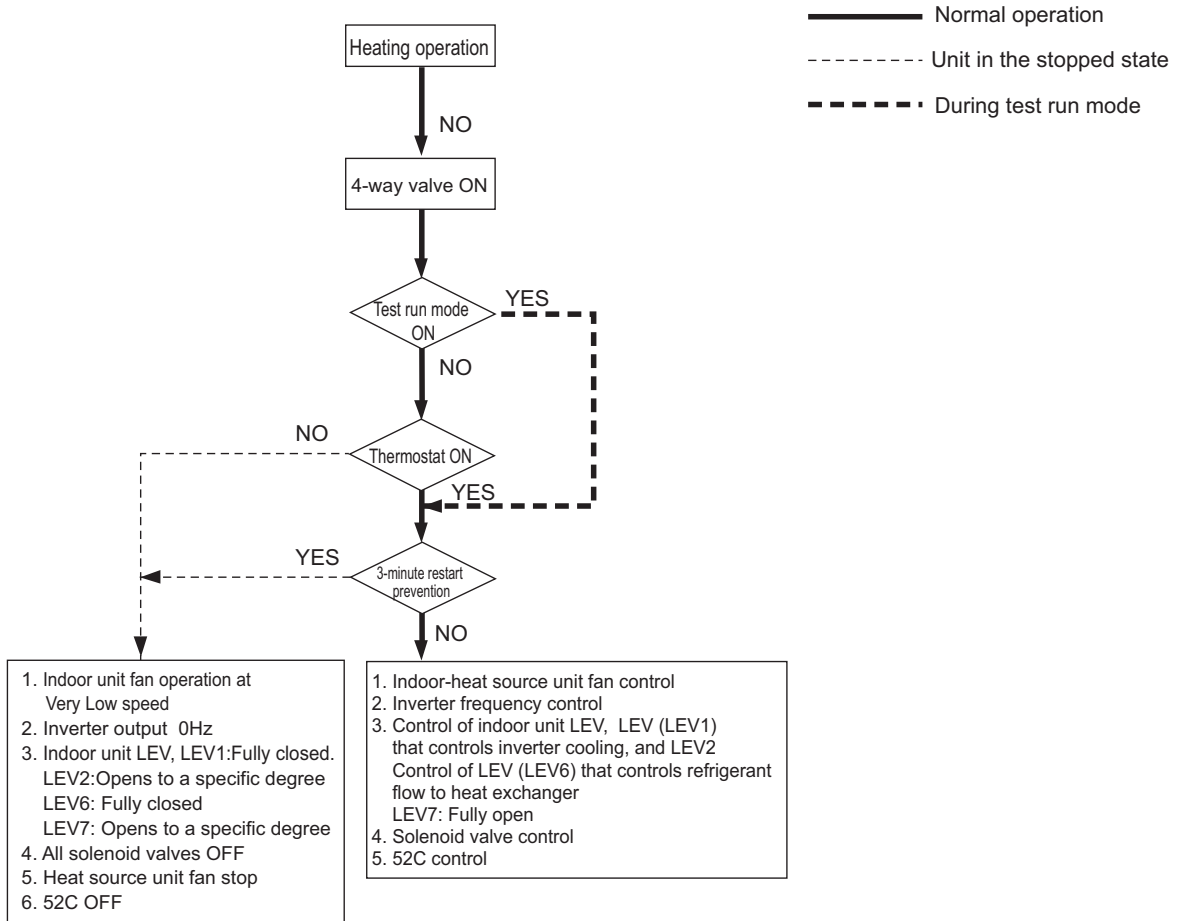 Normal operation
Unit in the stopped state
During test run mode
Heating operation
NO
4-way valve ON
Test run mode
ON
YES
NO
Thermostat ON
NO
YES
3-minute restart
prevention
YES
NO
1. Indoor unit fan operation at
Very Low speed
2. Inverter output 0Hz
3. Indoor unit LEV, LEV1:Fully closed.
LEV2:Opens to a specific degree
LEV6: Fully closed
LEV7: Opens to a specific degree
4. All solenoid valves OFF
5. Heat source unit fan stop
6. 52C OFF
1. Indoor-heat source unit fan control
2. Inverter frequency control
3. Control of indoor unit LEV, LEV (LEV1)
that controls inverter cooling, and LEV2
Control of LEV (LEV6) that controls refrigerant
flow to heat exchanger
LEV7: Fully open
4. Solenoid valve control
5. 52C control